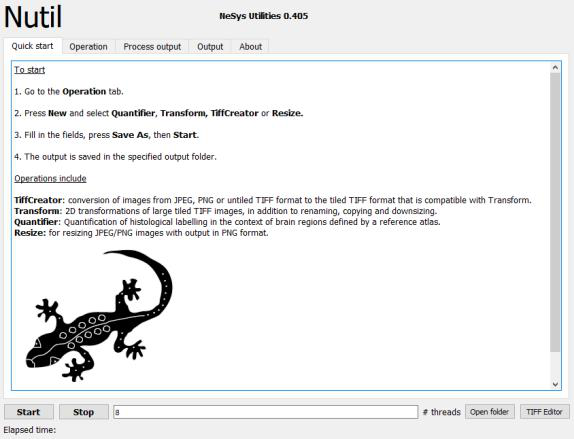 Nutil
NeSys Utilities 0.405
Quick start Operation Process output Output About
To start
1. Go to the Operation tab.
2. Press New and select Quantifier, Transform, TiffCreator or Resize.
3. Fill in the fields, press Save As, then Start.
4. The output is saved in the specified output folder.
Operations include
TiffCreator: conversion of images from JPEG, PNG or untiled TIFF format to the tiled TIFF format that is compatible with Transform.
Transform: 2D transformations of large tiled TIFF images, in addition to renaming, copying and downsizing.
Quantifier: Quantification of histological labelling in the context of brain regions defined by a reference atlas.
Resize: for resizing JPEG/PNG images with output in PNG format.
Start Stop 8 # threads Open folder TIFF Editor
Elapsed time: